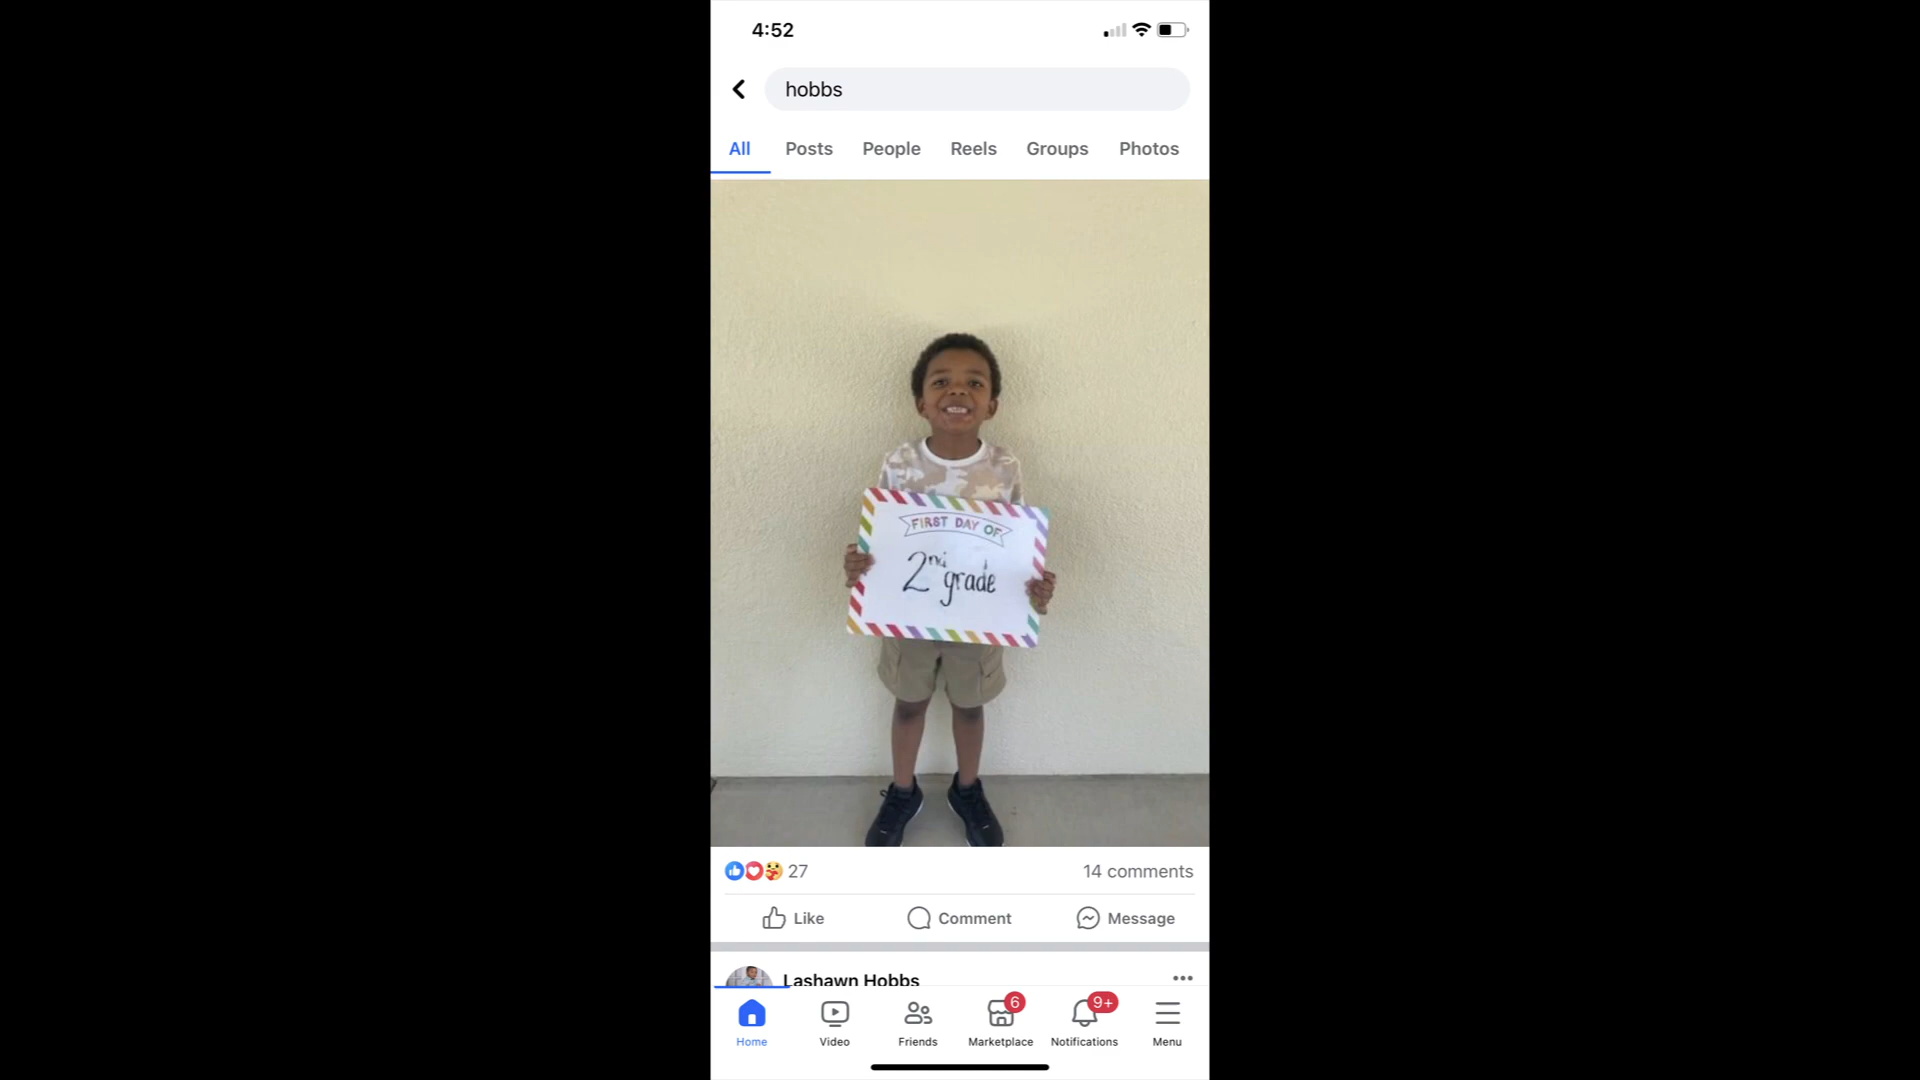 4:52
hobbs
All Posts People Reels Groups Photos
FIRST DAY OF
2nd grade
27 14 comments
Like Comment Message
Lashawn Hobbs
6 9+
Home Video Friends Marketplace Notifications Menu